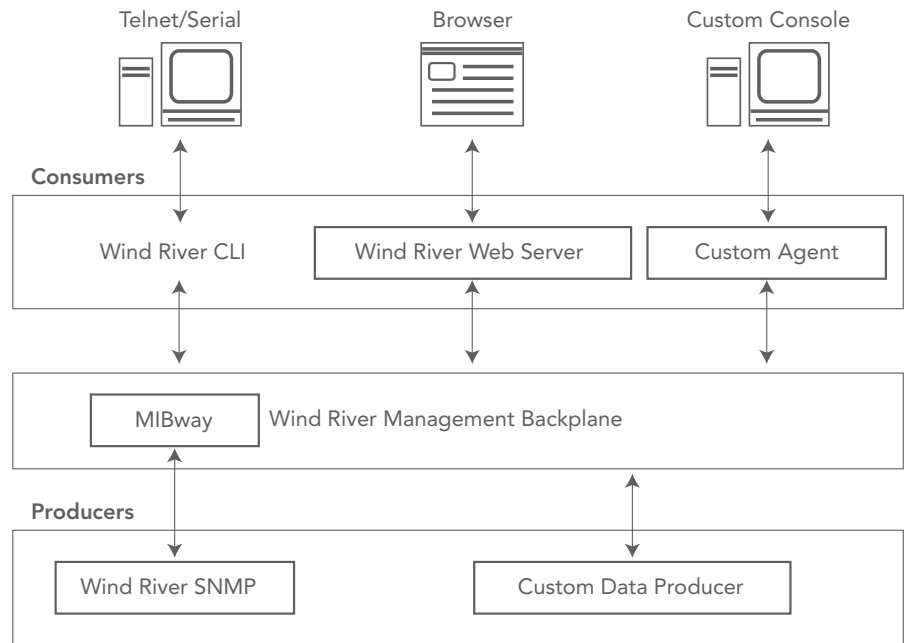 Telnet/Serial
Browser
Custom Console
Consumers
Wind River CLI
Wind River Web Server
Custom Agent
MIBway
Wind River Management Backplane
Producers
Wind River SNMP
Custom Data Producer